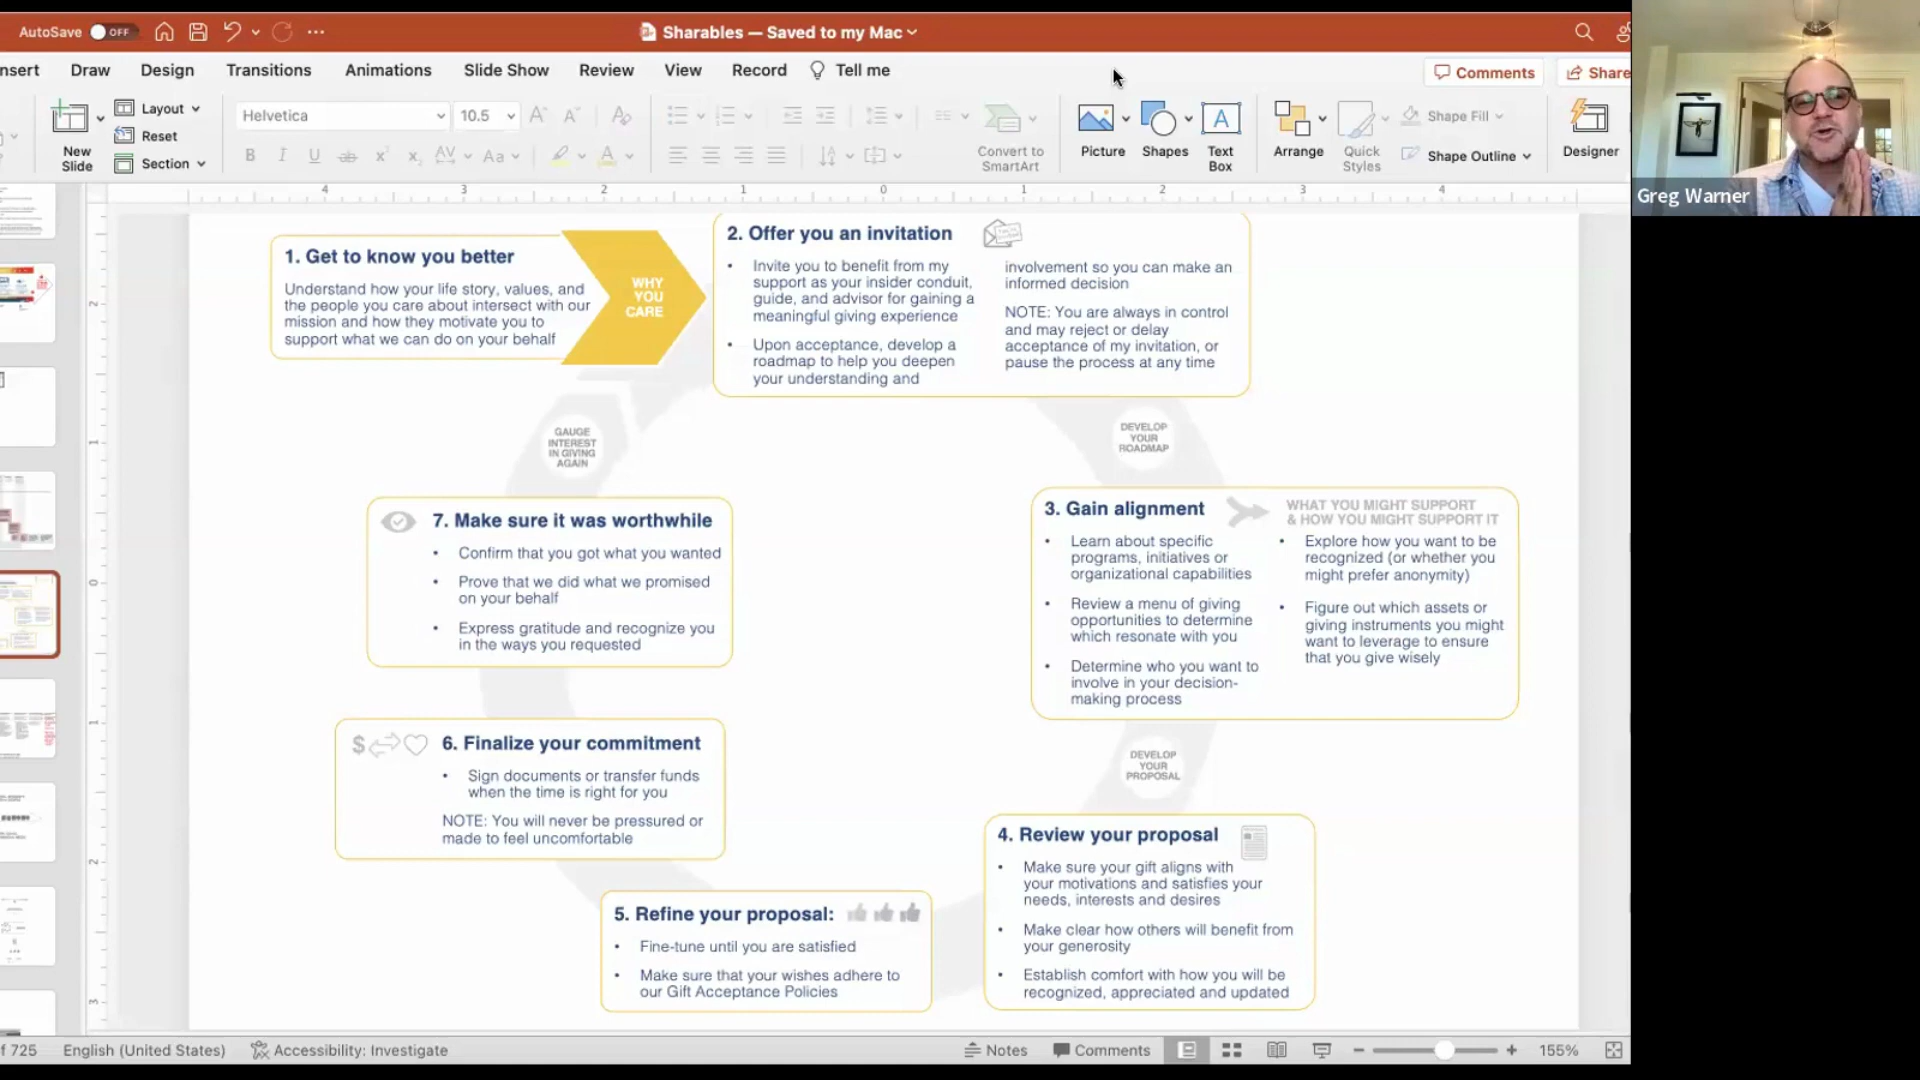 AutoSave OFF
Sharables — Saved to my Mac
nsert Draw Design Transitions Animations Slide Show Review View Record Tell me
Comments Share
New Slide
Layout
Reset
Section
Helvetica 10.5
Convert to SmartArt
Picture
Shapes
Text Box
Arrange
Quick Styles
Shape Fill
Shape Outline
Designer
Greg Warner
4 3 2 1 0 1 2 3 4
2
1
0
1
2
3
1. Get to know you better
Understand how your life story, values, and
the people you care about intersect with our
mission and how they motivate you to
support what we can do on your behalf
WHY
YOU
CARE
2. Offer you an invitation
• Invite you to benefit from my
support as your insider conduit,
guide, and advisor for gaining a
meaningful giving experience
• Upon acceptance, develop a
roadmap to help you deepen
your understanding and
involvement so you can make an
informed decision
NOTE: You are always in control
and may reject or delay
acceptance of my invitation, or
pause the process at any time
DEVELOP
YOUR
ROADMAP
3. Gain alignment
WHAT YOU MIGHT SUPPORT
& HOW YOU MIGHT SUPPORT IT
• Learn about specific
programs, initiatives or
organizational capabilities
• Review a menu of giving
opportunities to determine
which resonate with you
• Determine who you want to
involve in your decision-
making process
• Explore how you want to be
recognized (or whether you
might prefer anonymity)
• Figure out which assets or
giving instruments you might
want to leverage to ensure
that you give wisely
DEVELOP
YOUR
PROPOSAL
4. Review your proposal
• Make sure your gift aligns with
your motivations and satisfies your
needs, interests and desires
• Make clear how others will benefit from
your generosity
• Establish comfort with how you will be
recognized, appreciated and updated
5. Refine your proposal:
• Fine-tune until you are satisfied
• Make sure that your wishes adhere to
our Gift Acceptance Policies
$ 6. Finalize your commitment
• Sign documents or transfer funds
when the time is right for you
NOTE: You will never be pressured or
made to feel uncomfortable
7. Make sure it was worthwhile
• Confirm that you got what you wanted
• Prove that we did what we promised
on your behalf
• Express gratitude and recognize you
in the ways you requested
GAUGE
INTEREST
IN GIVING
AGAIN
f 725 English (United States) Accessibility: Investigate
Notes Comments 155%